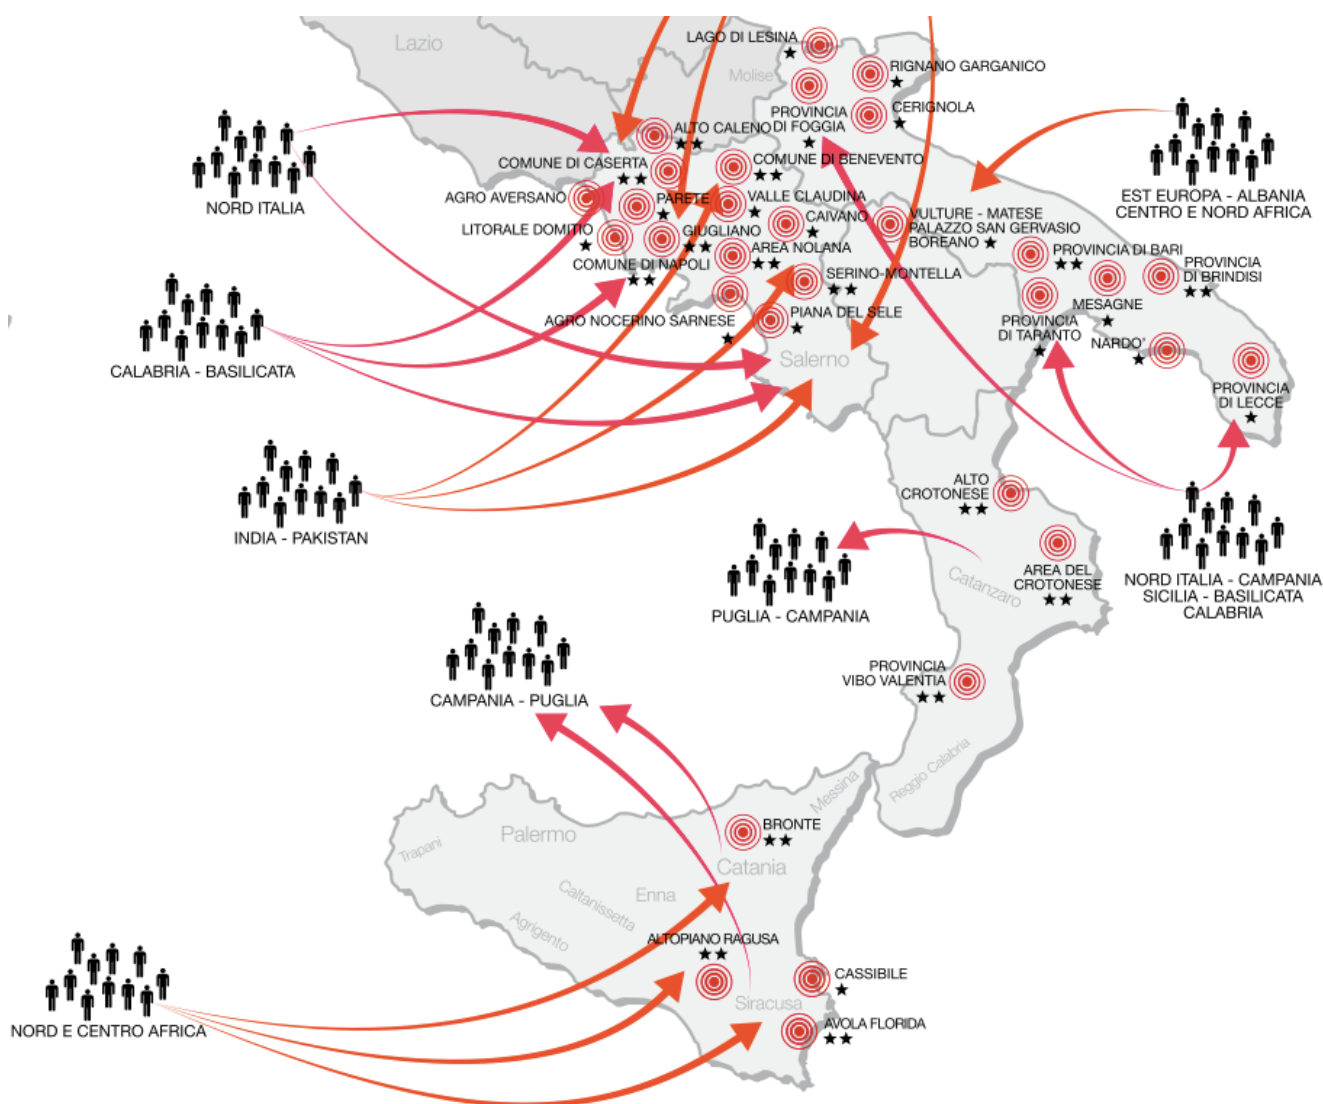 Lazio
Molise
LAGO DI LESINA
★
RIGNANO GARGANICO
★
PROVINCIA
DI FOGGIA
★
CERIGNOLA
★
ALTO CALENO
★★
COMUNE DI CASERTA
★★
COMUNE DI BENEVENTO
★★
NORD ITALIA
EST EUROPA - ALBANIA
CENTRO E NORD AFRICA
AGRO AVERSANO
PARETE
★
VALLE CLAUDINA
★
LITORALE DOMITIO
★
GIUGLIANO
★★
CAIVANO
★
VULTURE - MATESE
PALAZZO SAN GERVASIO
BOREANO ★
AREA NOLANA
★★
COMUNE DI NAPOLI
★★
SERINO-MONTELLA
★★
PROVINCIA DI BARI
★★
PROVINCIA
DI BRINDISI
★★
MESAGNE
★
AGRO NOCERINO SARNESE
★
PIANA DEL SELE
★
PROVINCIA
DI TARANTO
★
NARDO'
★
Salerno
PROVINCIA
DI LECCE
★
CALABRIA - BASILICATA
INDIA - PAKISTAN
ALTO
CROTONESE
★★
AREA DEL
CROTONESE
★★
Catanzaro
NORD ITALIA - CAMPANIA
SICILIA - BASILICATA
CALABRIA
PUGLIA - CAMPANIA
PROVINCIA
VIBO VALENTIA
★★
CAMPANIA - PUGLIA
Reggio Calabria
Messina
BRONTE
★★
Palermo
Trapani
Catania
Enna
Caltanissetta
Agrigento
ALTOPIANO RAGUSA
★★
CASSIBILE
★
Siracusa
AVOLA FLORIDA
★★
NORD E CENTRO AFRICA